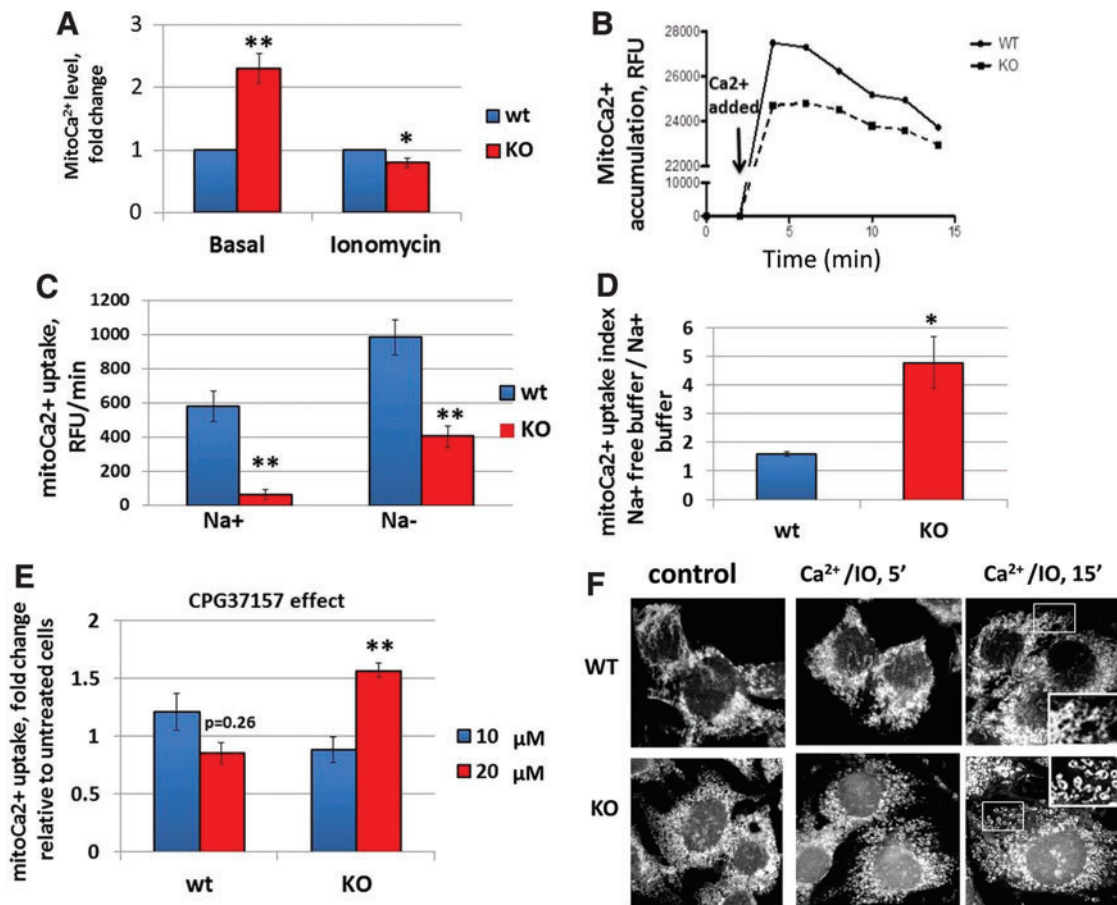 A
MitoCa²⁺ level,
fold change
3
2
1
0
**
*
Basal
Ionomycin
wt
KO
B
MitoCa2+
accumulation, RFU
28000
26000
24000
22000
10000
0
Ca2+
added
0
5
10
15
Time (min)
WT
KO
C
mitoCa2+ uptake,
RFU/min
1200
1000
800
600
400
200
0
**
**
Na+
Na-
wt
KO
D
mitoCa2+ uptake index
Na+ free buffer / Na+
buffer
6
5
4
3
2
1
0
*
wt
KO
E
CPG37157 effect
mitoCa2+ uptake, fold change
relative to untreated cells
2
1.5
1
0.5
0
p=0.26
**
wt
KO
10 µM
20 µM
F
control
Ca²⁺/IO, 5’
Ca²⁺/IO, 15’
WT
KO